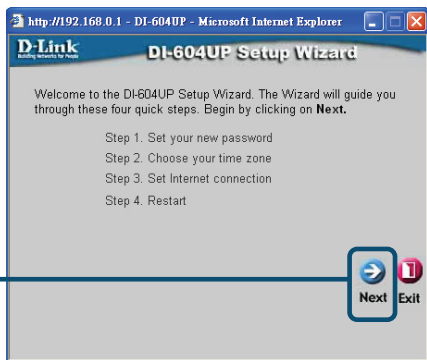 http://192.168.0.1 - DI-604UP - Microsoft Internet Explorer
D-Link
Building Networks for People
DI-604UP Setup Wizard
Welcome to the DI-604UP Setup Wizard. The Wizard will guide you
through these four quick steps. Begin by clicking on Next.
Step 1. Set your new password
Step 2. Choose your time zone
Step 3. Set Internet connection
Step 4. Restart
Next Exit